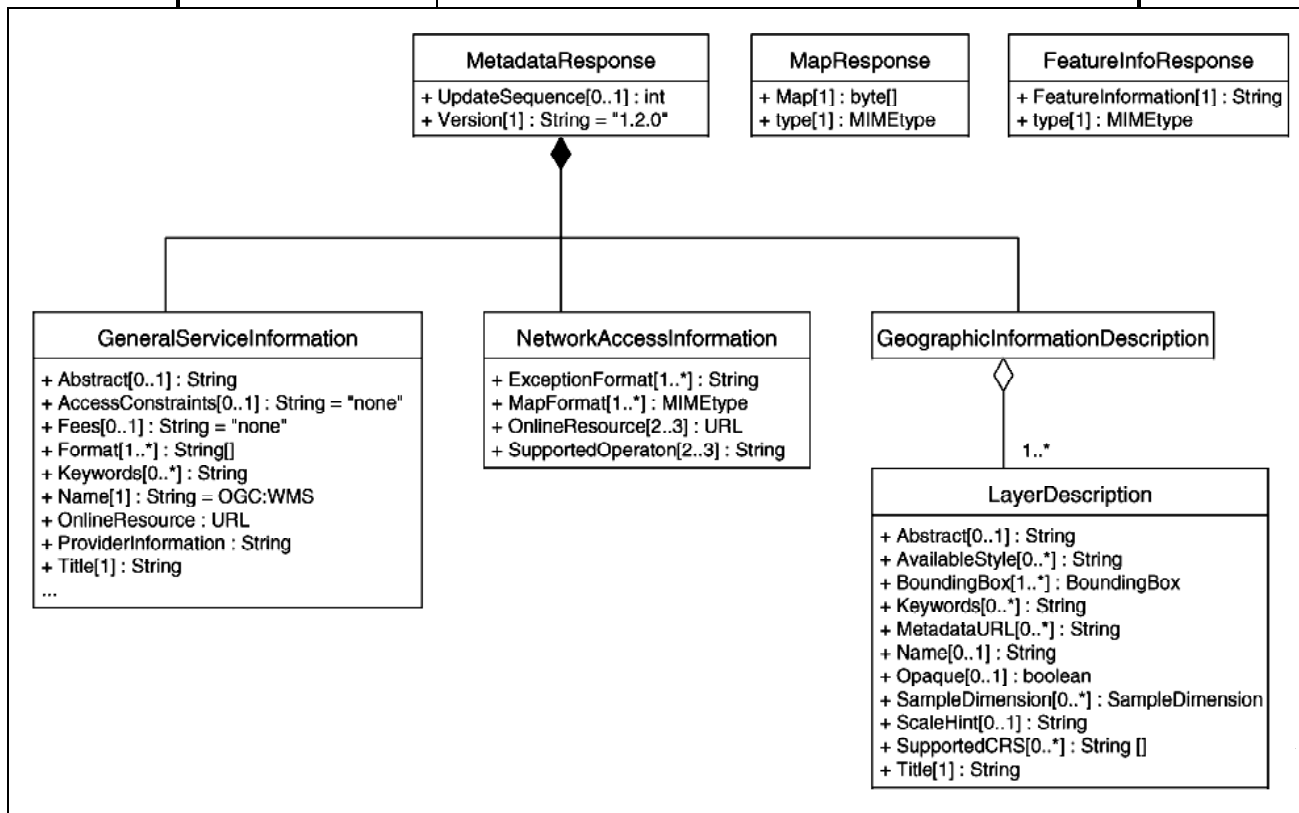 MetadataResponse
+ UpdateSequence[0..1] : int
+ Version[1] : String = "1.2.0"
MapResponse
+ Map[1] : byte[]
+ type[1] : MIMEtype
FeatureInfoResponse
+ FeatureInformation[1] : String
+ type[1] : MIMEtype
GeneralServiceInformation
+ Abstract[0..1] : String
+ AccessConstraints[0..1] : String = "none"
+ Fees[0..1] : String = "none"
+ Format[1..*] : String[]
+ Keywords[0..*] : String
+ Name[1] : String = OGC:WMS
+ OnlineResource : URL
+ ProviderInformation : String
+ Title[1] : String
...
NetworkAccessInformation
+ ExceptionFormat[1..*] : String
+ MapFormat[1..*] : MIMEtype
+ OnlineResource[2..3] : URL
+ SupportedOperaton[2..3] : String
GeographicInformationDescription
1..*
LayerDescription
+ Abstract[0..1] : String
+ AvailableStyle[0..*] : String
+ BoundingBox[1..*] : BoundingBox
+ Keywords[0..*] : String
+ MetadataURL[0..*] : String
+ Name[0..1] : String
+ Opaque[0..1] : boolean
+ SampleDimension[0..*] : SampleDimension
+ ScaleHint[0..1] : String
+ SupportedCRS[0..*] : String []
+ Title[1] : String